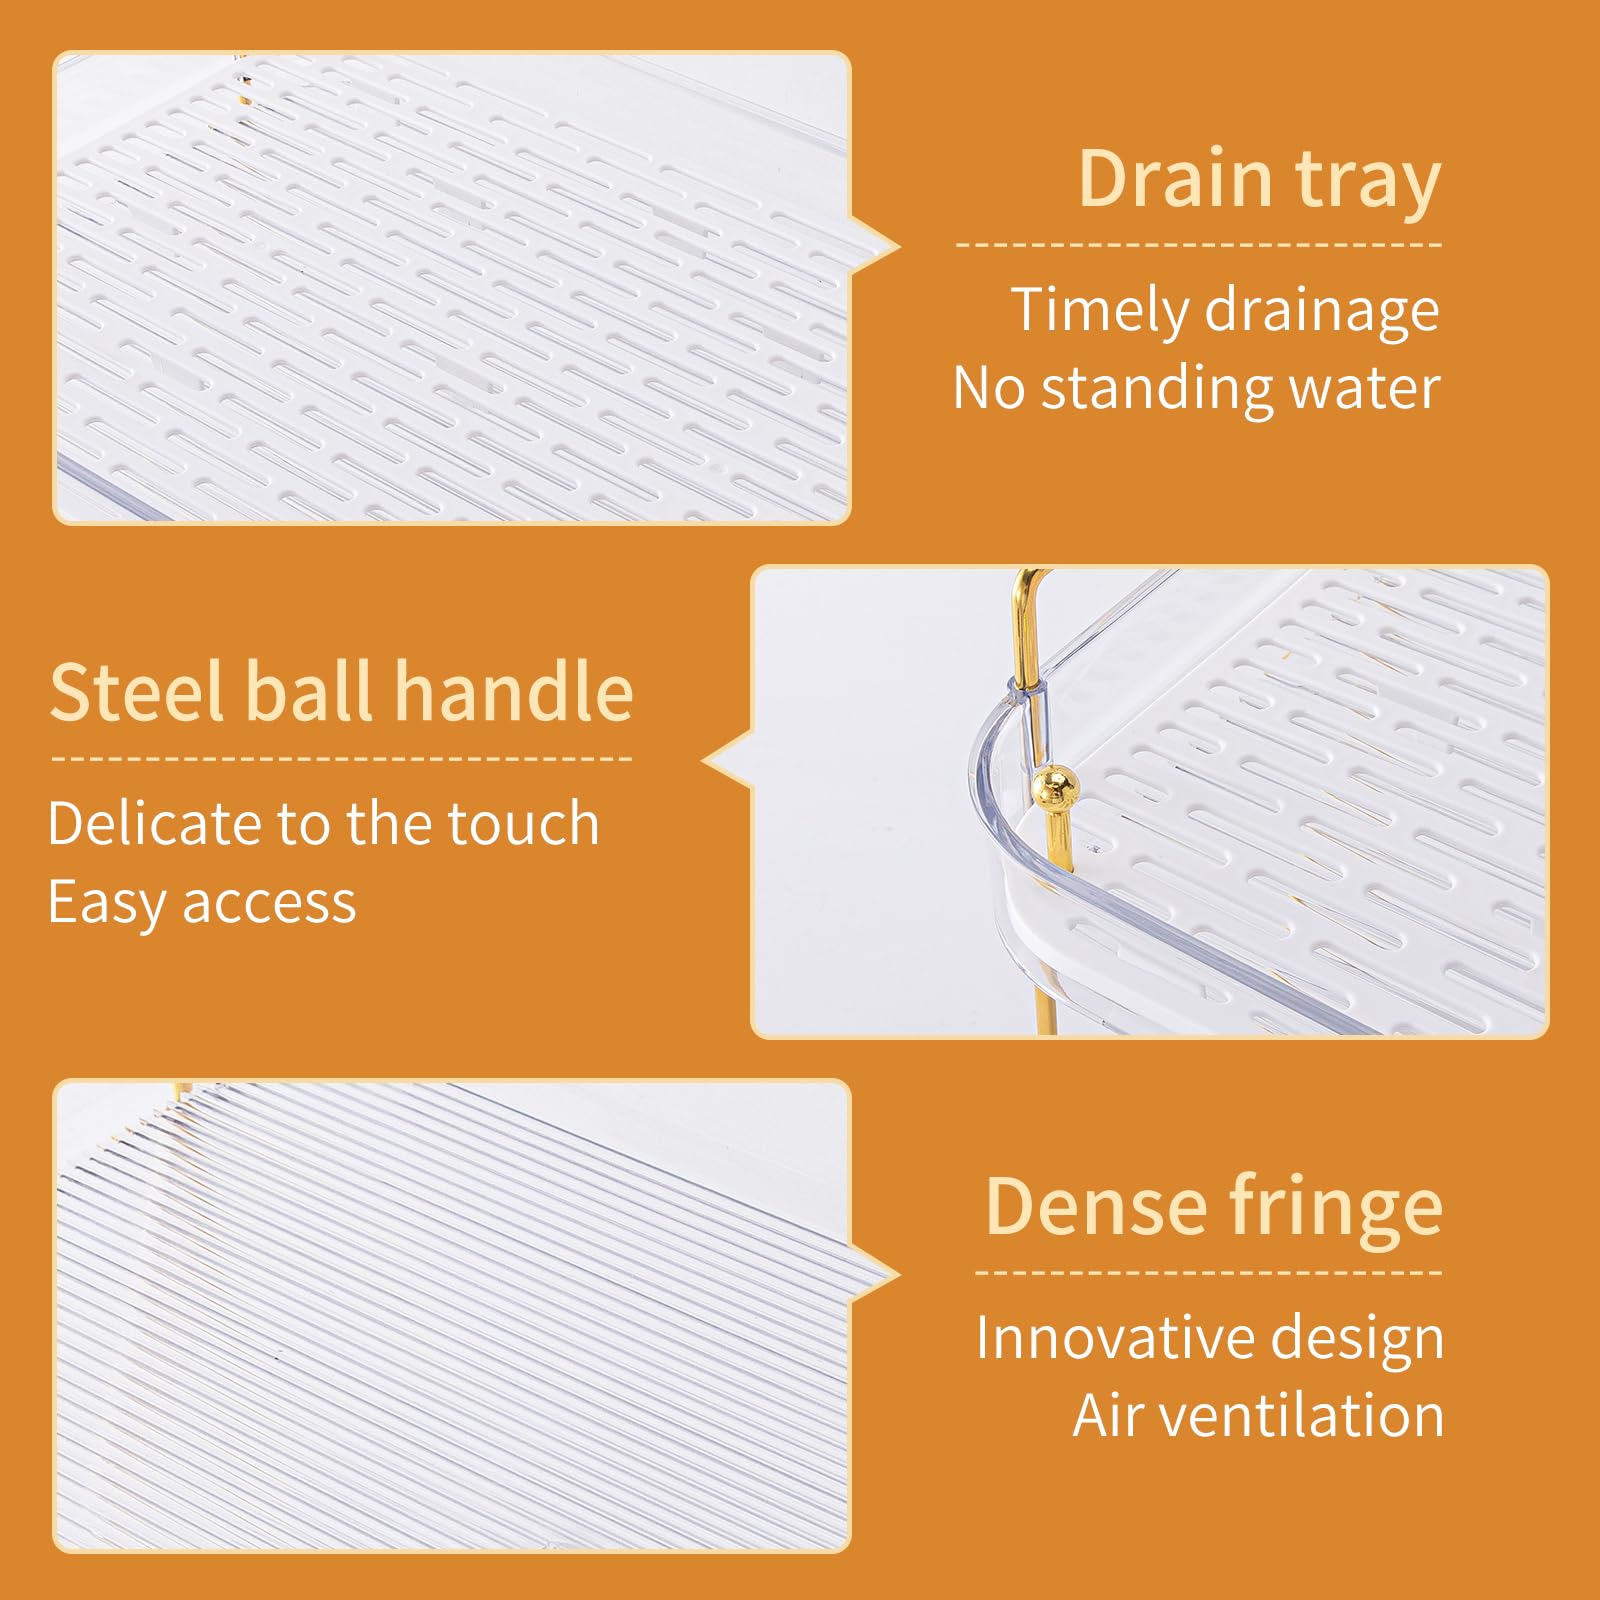 Drain tray
Timely drainage
No standing water
Steel ball handle
Delicate to the touch
Easy access
Dense fringe
Innovative design
Air ventilation